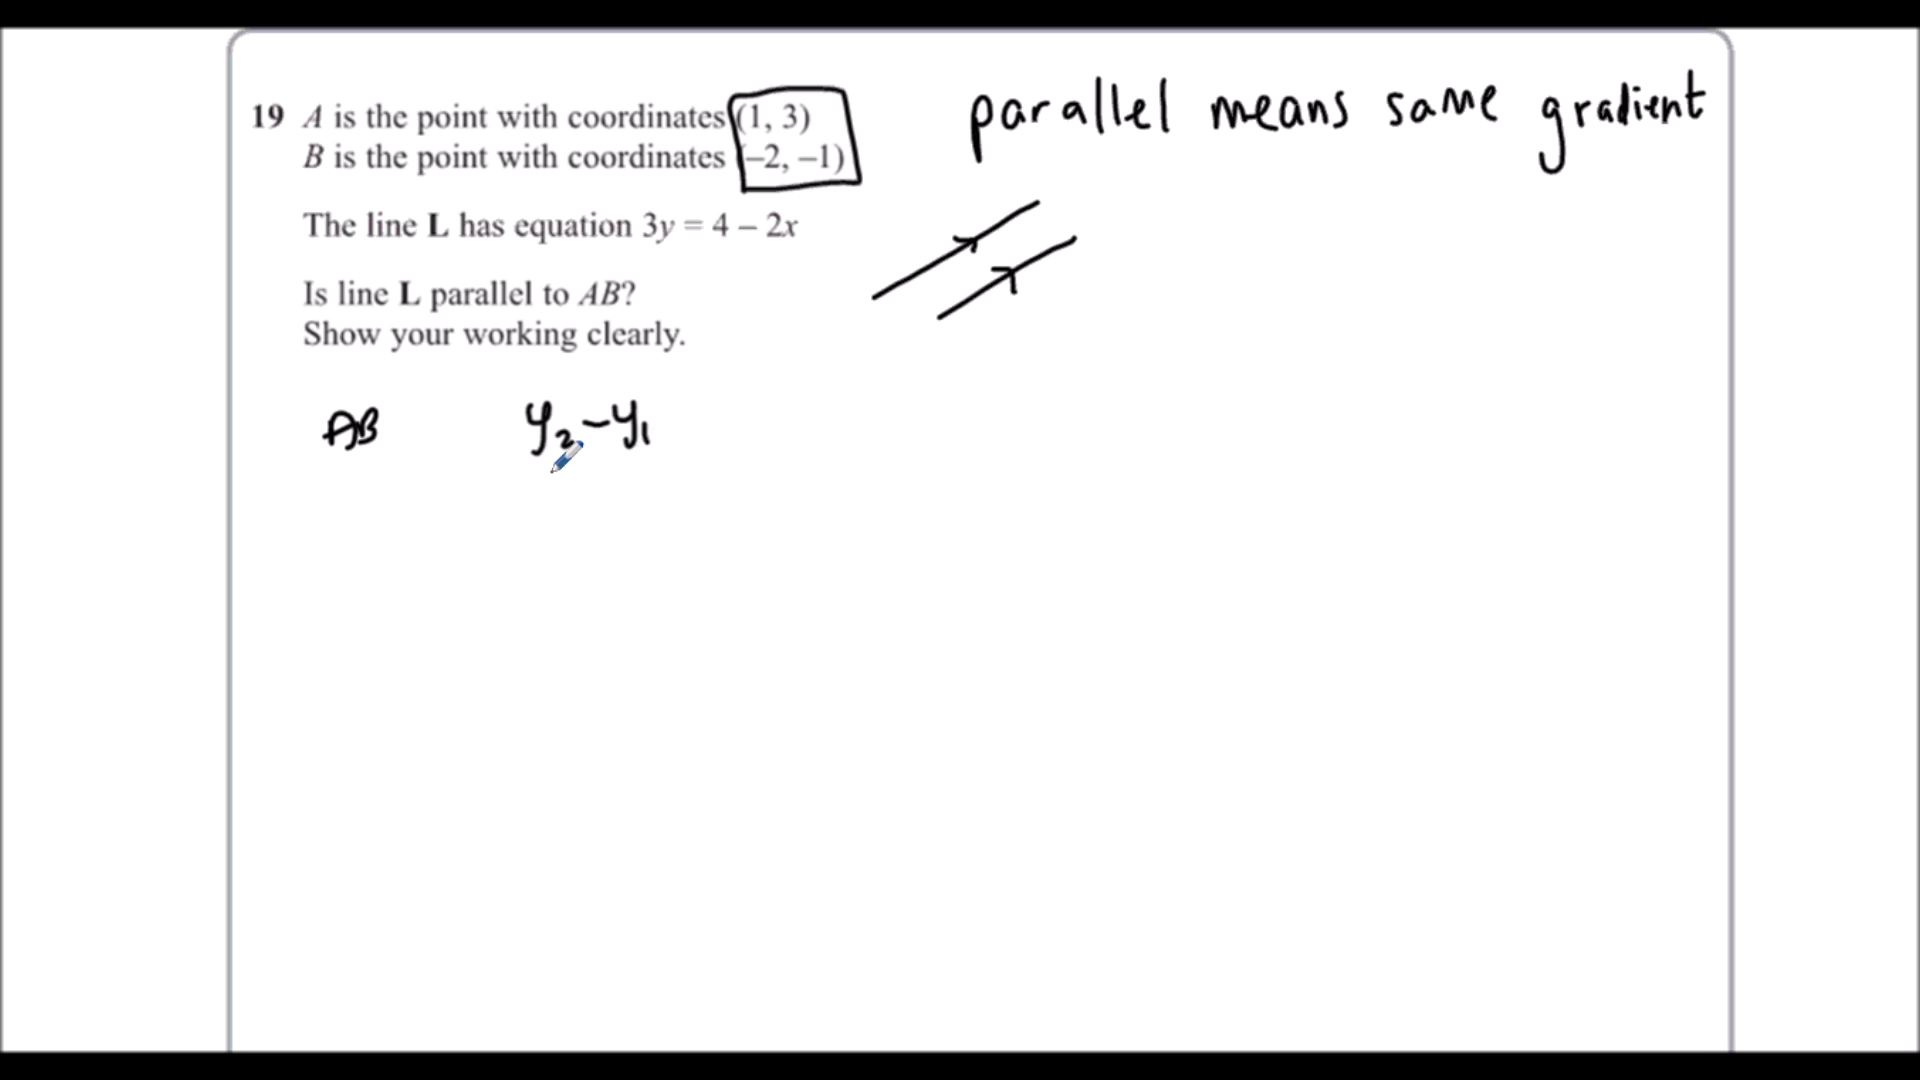 19 A is the point with coordinates (1, 3)
B is the point with coordinates (–2, –1)
The line L has equation 3y = 4 – 2x
Is line L parallel to AB?
Show your working clearly.
parallel means same gradient
AB y₂–y₁